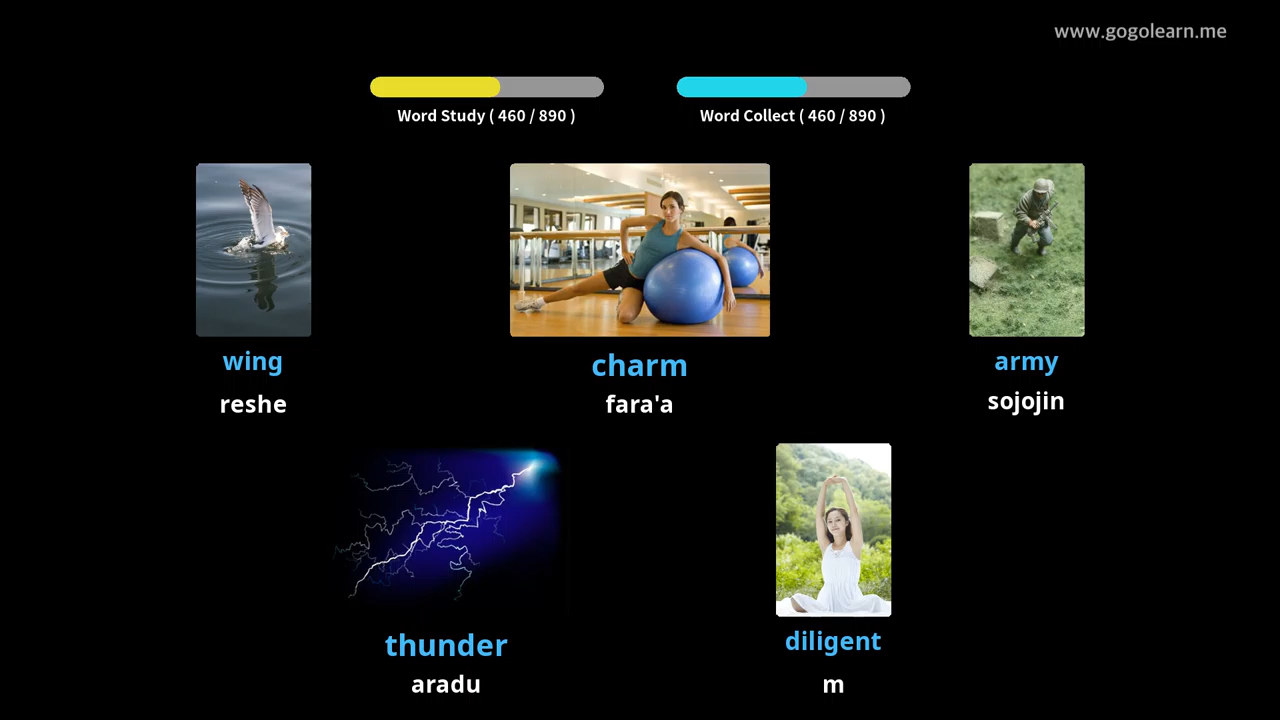 www.gogolearn.me
Word Study ( 460 / 890 )
Word Collect ( 460 / 890 )
wing
reshe
charm
fara'a
army
sojojin
thunder
aradu
diligent
m